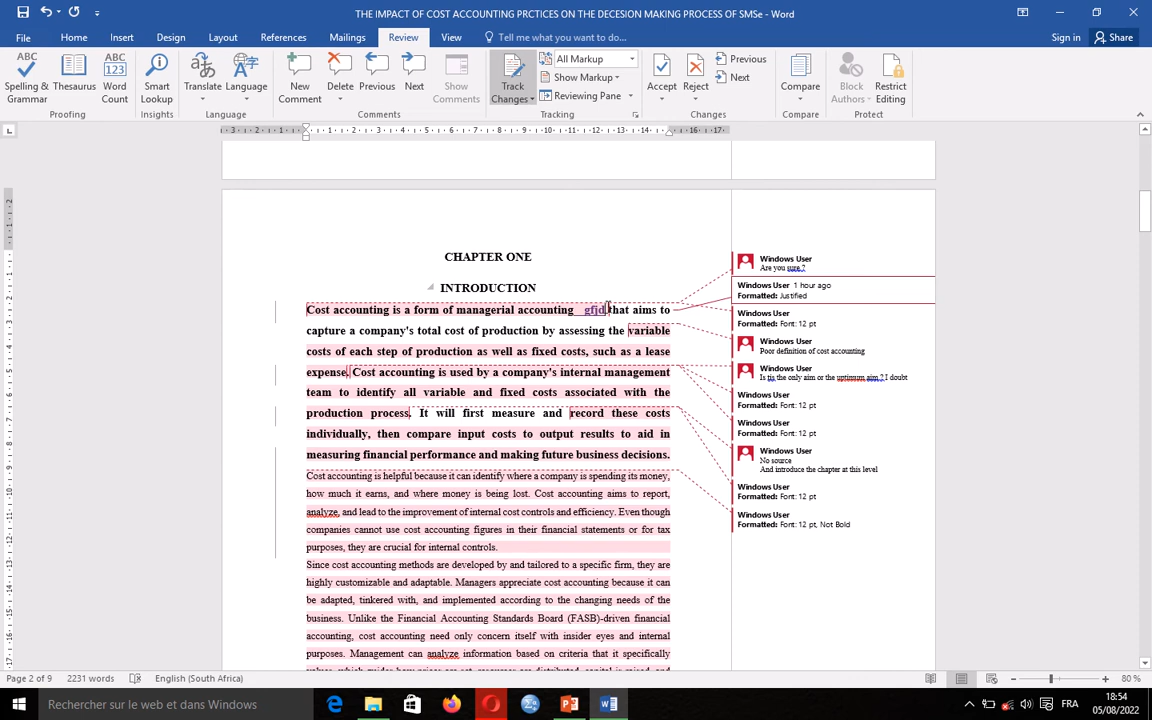 THE IMPACT OF COST ACCOUNTING PRCTICES ON THE DECESION MAKING PROCESS OF SMSe - Word
File Home Insert Design Layout References Mailings Review View Tell me what you want to do... Sign in Share
Spelling & Grammar
Thesaurus
Word Count
Smart Lookup
Translate
Language
New Comment
Delete
Previous
Next
Show Comments
Track Changes
All Markup
Show Markup
Reviewing Pane
Accept
Reject
Previous
Next
Compare
Block Authors
Restrict Editing
Proofing Insights Language Comments Tracking Changes Compare Protect
CHAPTER ONE
INTRODUCTION
Cost accounting is a form of managerial accounting gfjd that aims to
capture a company's total cost of production by assessing the variable
costs of each step of production as well as fixed costs, such as a lease
expense. Cost accounting is used by a company's internal management
team to identify all variable and fixed costs associated with the
production process. It will first measure and record these costs
individually, then compare input costs to output results to aid in
measuring financial performance and making future business decisions.
Cost accounting is helpful because it can identify where a company is spending its money,
how much it earns, and where money is being lost. Cost accounting aims to report,
analyze, and lead to the improvement of internal cost controls and efficiency. Even though
companies cannot use cost accounting figures in their financial statements or for tax
purposes, they are crucial for internal controls.
Since cost accounting methods are developed by and tailored to a specific firm, they are
highly customizable and adaptable. Managers appreciate cost accounting because it can
be adapted, tinkered with, and implemented according to the changing needs of the
business. Unlike the Financial Accounting Standards Board (FASB)-driven financial
accounting, cost accounting need only concern itself with insider eyes and internal
purposes. Management can analyze information based on criteria that it specifically
Windows User
Are you sure ?
Windows User 1 hour ago
Formatted: Justified
Windows User
Formatted: Font: 12 pt
Windows User
Poor definition of cost accounting
Windows User
Is tis the only aim or the uptimum aim ? I doubt
Windows User
Formatted: Font: 12 pt
Windows User
Formatted: Font: 12 pt
Windows User
No source
And introduce the chapter at this level
Windows User
Formatted: Font: 12 pt
Windows User
Formatted: Font: 12 pt, Not Bold
Page 2 of 9 2231 words English (South Africa) 80 %
Rechercher sur le web et dans Windows
FRA
18:54
05/08/2022